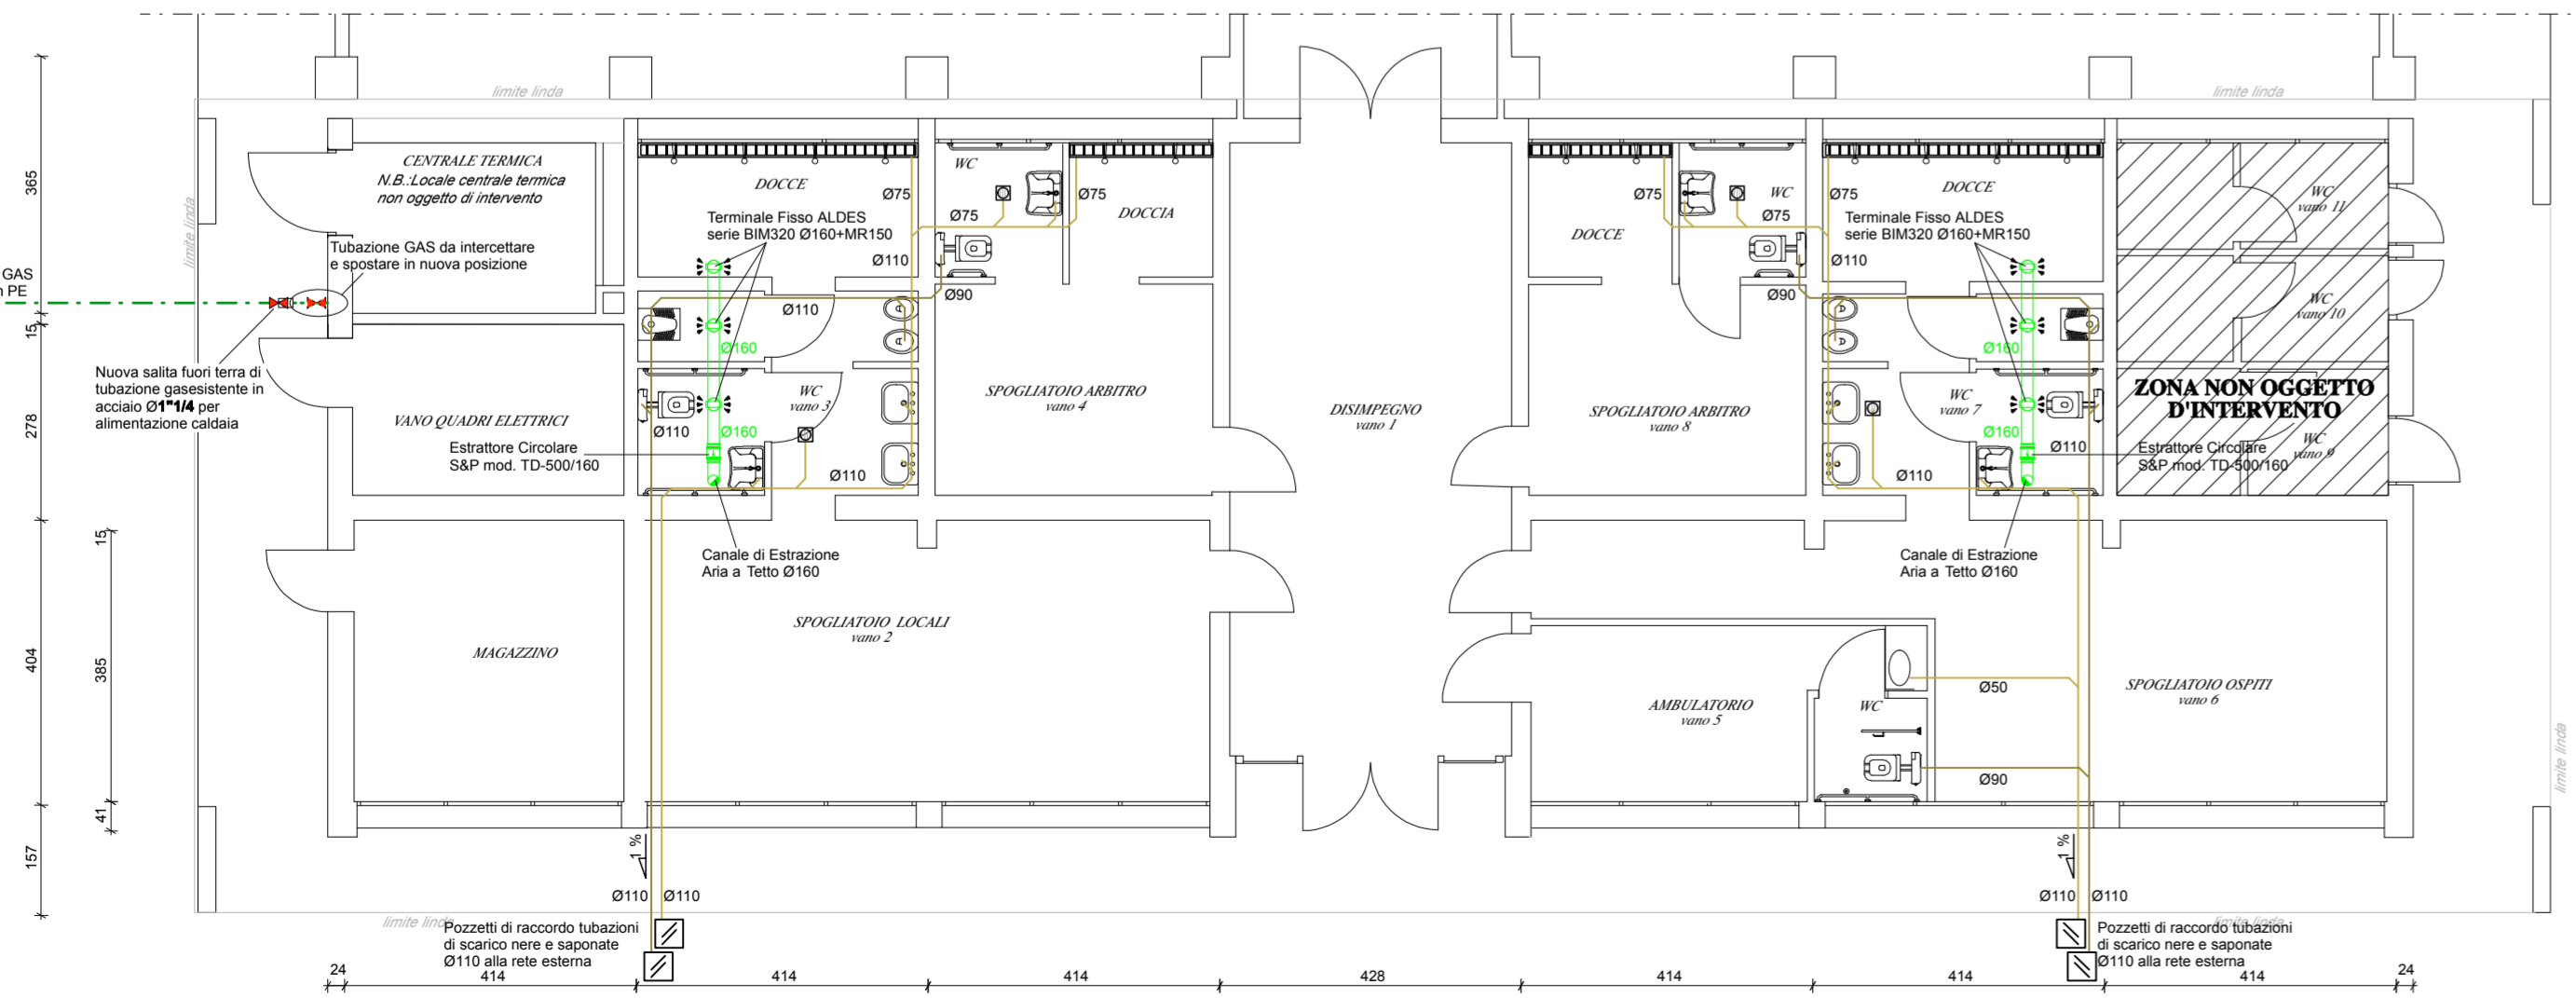 limite linda
limite linda
limite linda
CENTRALE TERMICA
N.B.:Locale centrale termica
non oggetto di intervento
Tubazione GAS da intercettare
e spostare in nuova posizione
GAS
PE
Nuova salita fuori terra di
tubazione gasesistente in
acciaio Ø1"1/4 per
alimentazione caldaia
VANO QUADRI ELETTRICI
Estrattore Circolare
S&P mod. TD-500/160
DOCCE
Terminale Fisso ALDES
serie BIM320 Ø160+MR150
WC
DOCCIA
Ø75
Ø75
Ø75
Ø110
Ø90
Ø110
Ø160
WC
vano 3
Ø110
Ø160
Ø110
SPOGLIATOIO ARBITRO
vano 4
DISIMPEGNO
vano 1
DOCCE
WC
Ø75
Ø75
Ø75
Ø110
Ø90
DOCCE
Terminale Fisso ALDES
serie BIM320 Ø160+MR150
SPOGLIATOIO ARBITRO
vano 8
Ø160
WC
vano 7
Ø160
Ø110
Ø110
WC
vano 11
WC
vano 10
ZONA NON OGGETTO
D'INTERVENTO
WC
vano 9
Estrattore Circolare
S&P mod. TD-500/160
Canale di Estrazione
Aria a Tetto Ø160
Canale di Estrazione
Aria a Tetto Ø160
MAGAZZINO
SPOGLIATOIO LOCALI
vano 2
AMBULATORIO
vano 5
WC
Ø50
Ø90
SPOGLIATOIO OSPITI
vano 6
limite linda
1 %
Ø110
Ø110
1 %
Ø110
Ø110
limite linda
Pozzetti di raccordo tubazioni
di scarico nere e saponate
Ø110 alla rete esterna
limite linda
Pozzetti di raccordo tubazioni
di scarico nere e saponate
Ø110 alla rete esterna
365
15
278
404
157
15
385
41
24
414
414
414
428
414
414
414
24